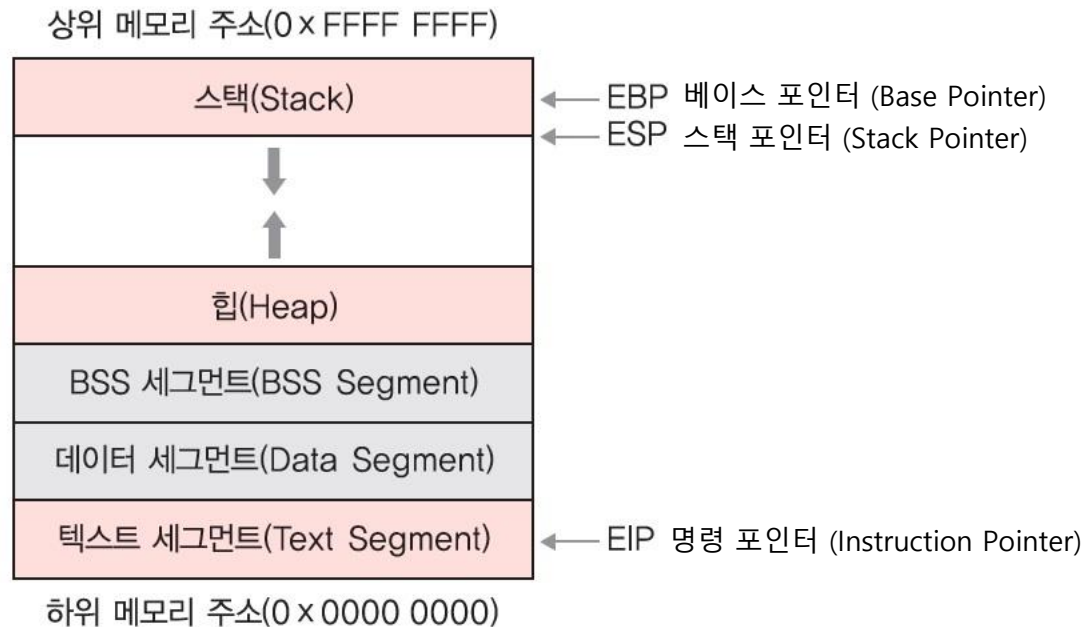 상위 메모리 주소(0 x FFFF FFFF)
스택(Stack)
EBP 베이스 포인터 (Base Pointer)
ESP 스택 포인터 (Stack Pointer)
힙(Heap)
BSS 세그먼트(BSS Segment)
데이터 세그먼트(Data Segment)
텍스트 세그먼트(Text Segment)
EIP 명령 포인터 (Instruction Pointer)
하위 메모리 주소(0 x 0000 0000)